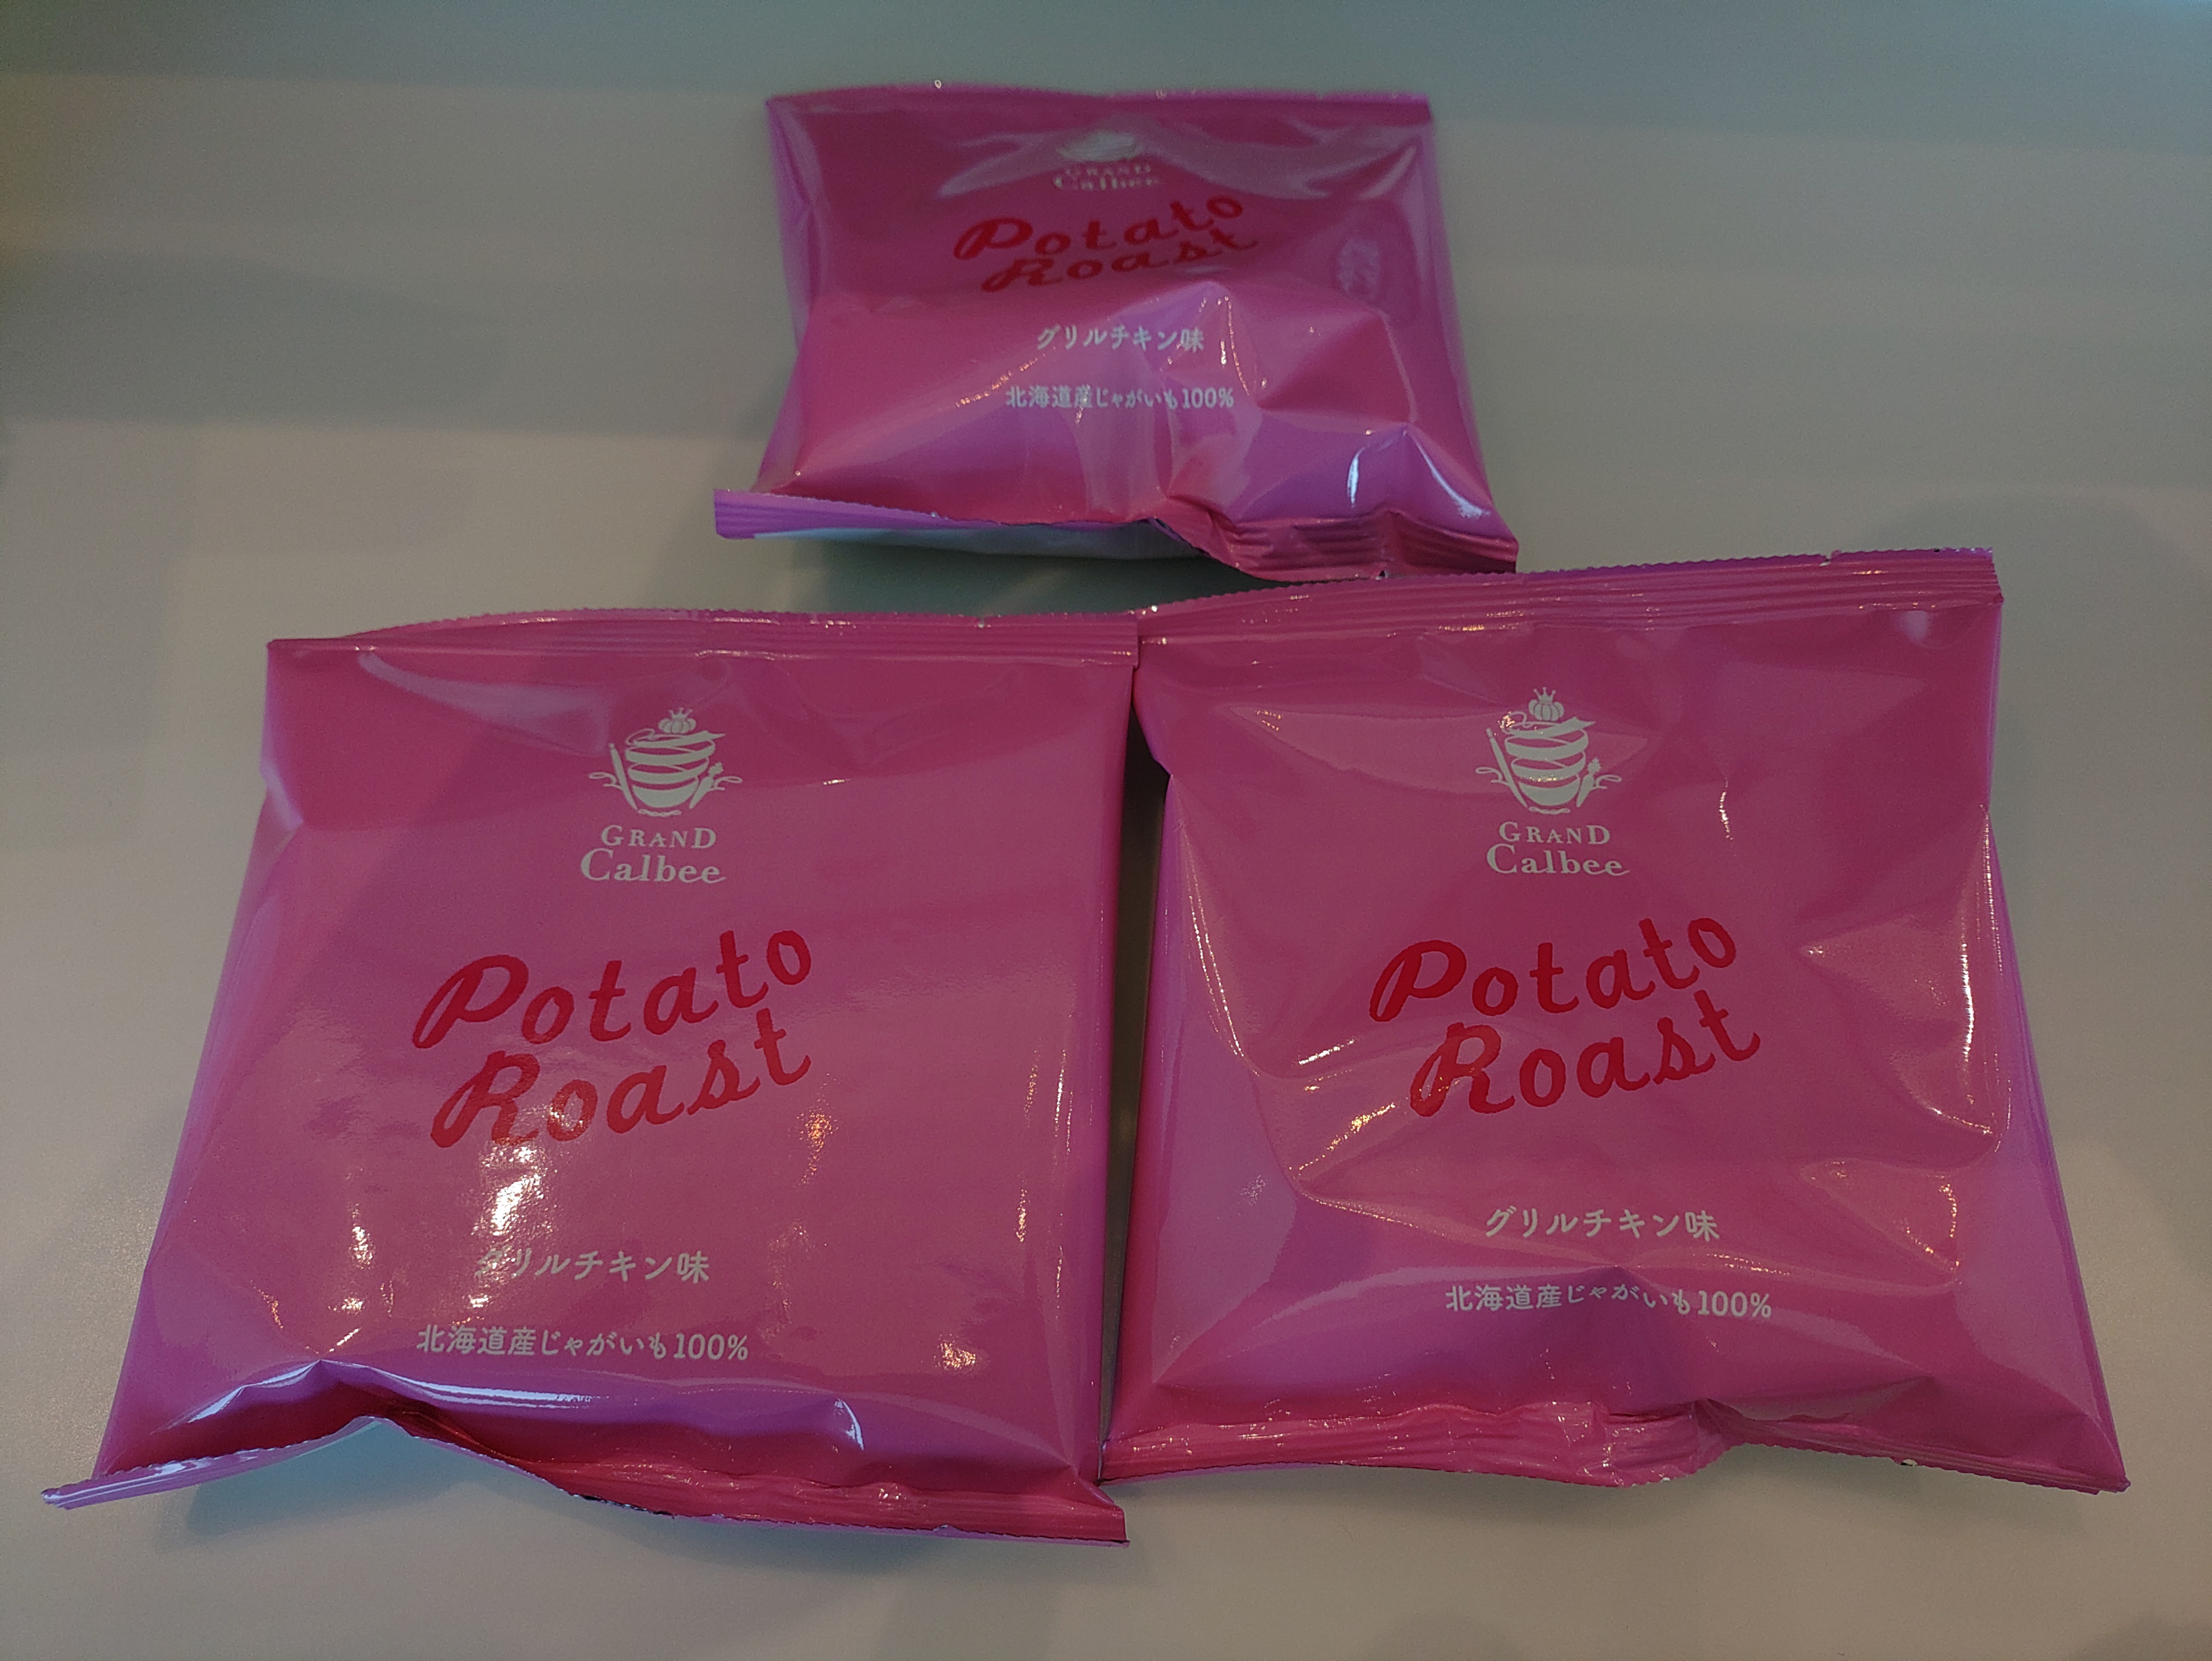 GRAND
Calbee
Potato
Roast
グリルチキン味
北海道産じゃがいも100%
GRAND
Calbee
Potato
Roast
グリルチキン味
北海道産じゃがいも100%
GRAND
Calbee
Potato
Roast
グリルチキン味
北海道産じゃがいも100%